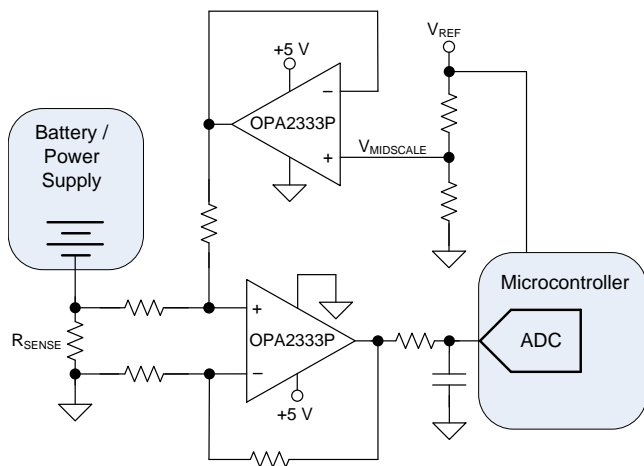 +5 V
V_REF
OPA2333P
−
+
V_MIDSCALE
Battery /
Power
Supply
Microcontroller
R_SENSE
+
OPA2333P
−
ADC
+5 V